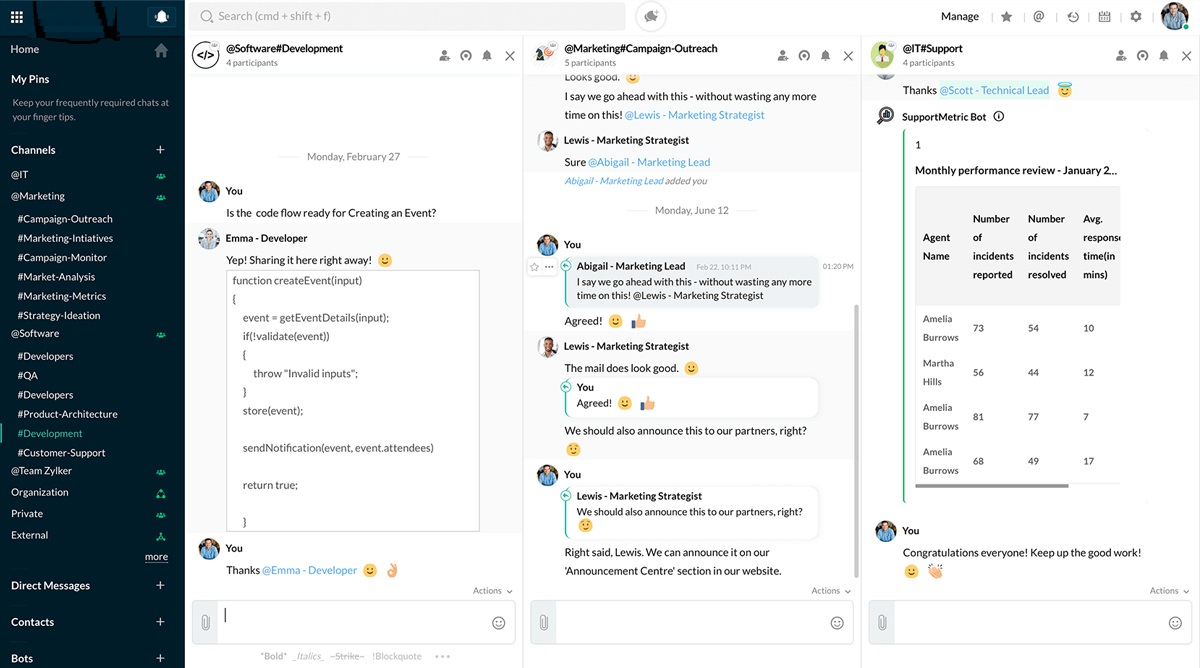 Search (cmd + shift + f)
Manage
Home
My Pins
Keep your frequently required chats at
your finger tips.
Channels
@IT
@Marketing
#Campaign-Outreach
#Marketing-Intiatives
#Campaign-Monitor
#Market-Analysis
#Marketing-Metrics
#Strategy-Ideation
@Software
#Developers
#QA
#Developers
#Product-Architecture
#Development
#Customer-Support
@Team Zylker
Organization
Private
External
more
Direct Messages
Contacts
Bots
@Software#Development
4 participants
Monday, February 27
You
Is the code flow ready for Creating an Event?
Emma - Developer
Yep! Sharing it here right away!
function createEvent(input)
{
event = getEventDetails(input);
if(!validate(event))
{
throw "Invalid inputs";
}
store(event);
sendNotification(event, event.attendees)
return true;
}
You
Thanks @Emma - Developer
Actions
*Bold* _Italics_ ~Strike~ !Blockquote
@Marketing#Campaign-Outreach
5 participants
Looks good.
I say we go ahead with this - without wasting any more
time on this! @Lewis - Marketing Strategist
Lewis - Marketing Strategist
Sure @Abigail - Marketing Lead
Abigail - Marketing Lead added you
Monday, June 12
You
Abigail - Marketing Lead Feb 22, 10:11 PM
01:20 PM
I say we go ahead with this - without wasting any more
time on this! @Lewis - Marketing Strategist
Agreed!
Lewis - Marketing Strategist
The mail does look good.
You
Agreed!
We should also announce this to our partners, right?
You
Lewis - Marketing Strategist
We should also announce this to our partners, right?
Right said, Lewis. We can announce it on our
'Announcement Centre' section in our website.
Actions
@IT#Support
4 participants
Thanks @Scott - Technical Lead
SupportMetric Bot
1
Monthly performance review - January 2...
Agent
Name
Number
of
incidents
reported
Number
of
incidents
resolved
Avg.
response
time(in
mins)
Amelia
Burrows
73 54 10
Martha
Hills
56 44 12
Amelia
Burrows
81 77 7
Amelia
Burrows
68 49 17
You
Congratulations everyone! Keep up the good work!
Actions